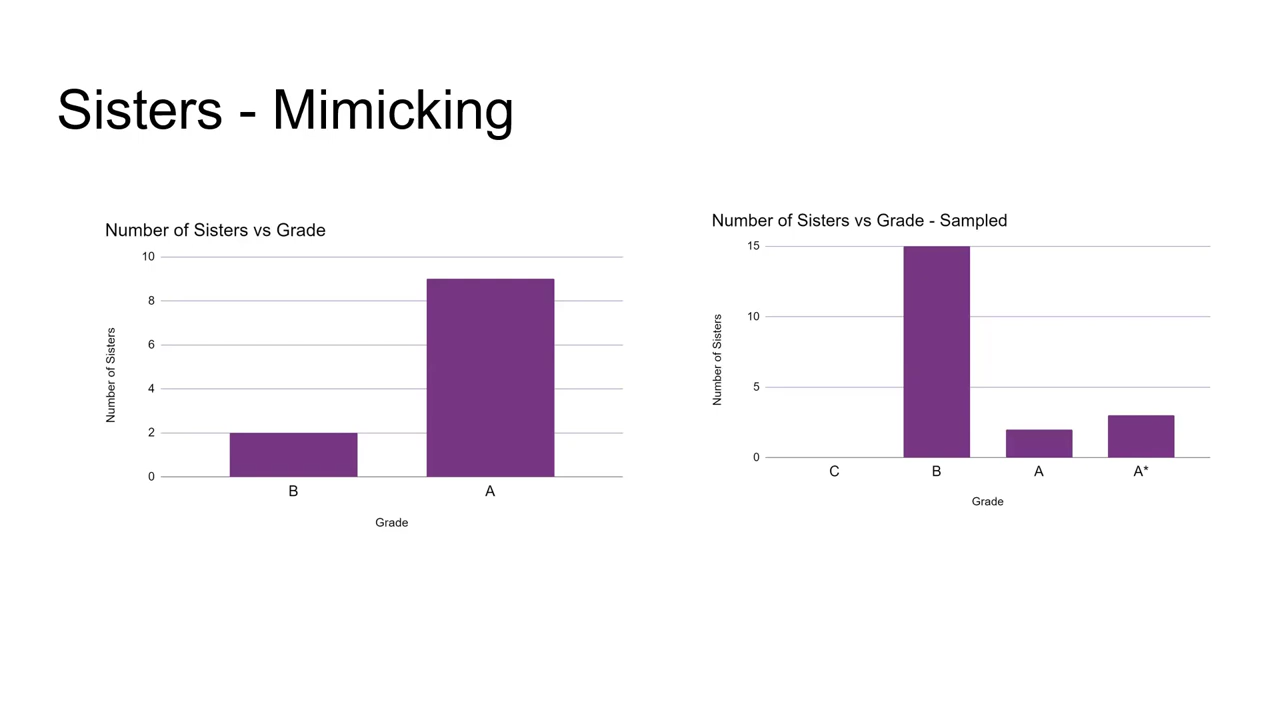 Sisters - Mimicking
Number of Sisters vs Grade
10
8
6
4
2
0
Number of Sisters
B
A
Grade
Number of Sisters vs Grade - Sampled
15
10
5
0
Number of Sisters
C
B
A
A*
Grade